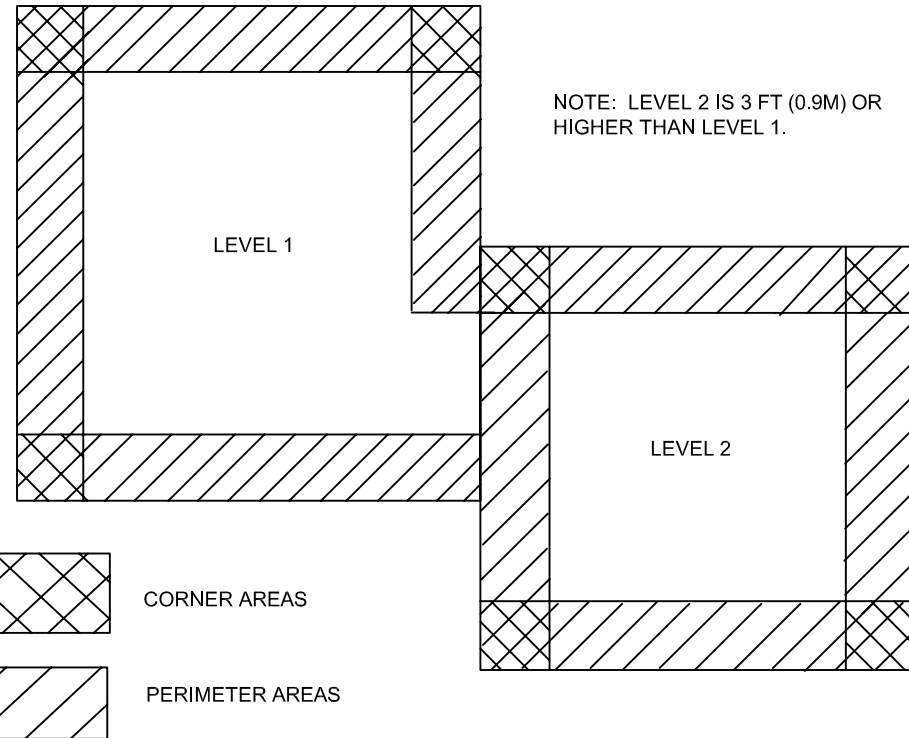 NOTE: LEVEL 2 IS 3 FT (0.9M) OR
HIGHER THAN LEVEL 1.
LEVEL 1
LEVEL 2
CORNER AREAS
PERIMETER AREAS